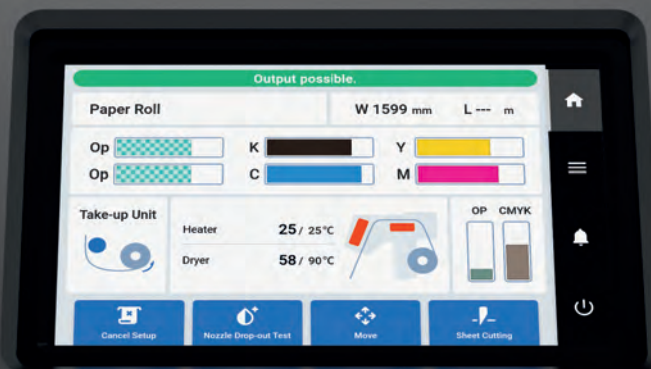 Output possible.
Paper Roll W 1599 mm L --- m
Op K Y
Op C M
Take-up Unit
Heater 25 / 25°C
Dryer 58 / 90°C
OP CMYK
Cancel Setup Nozzle Drop-out Test Move Sheet Cutting